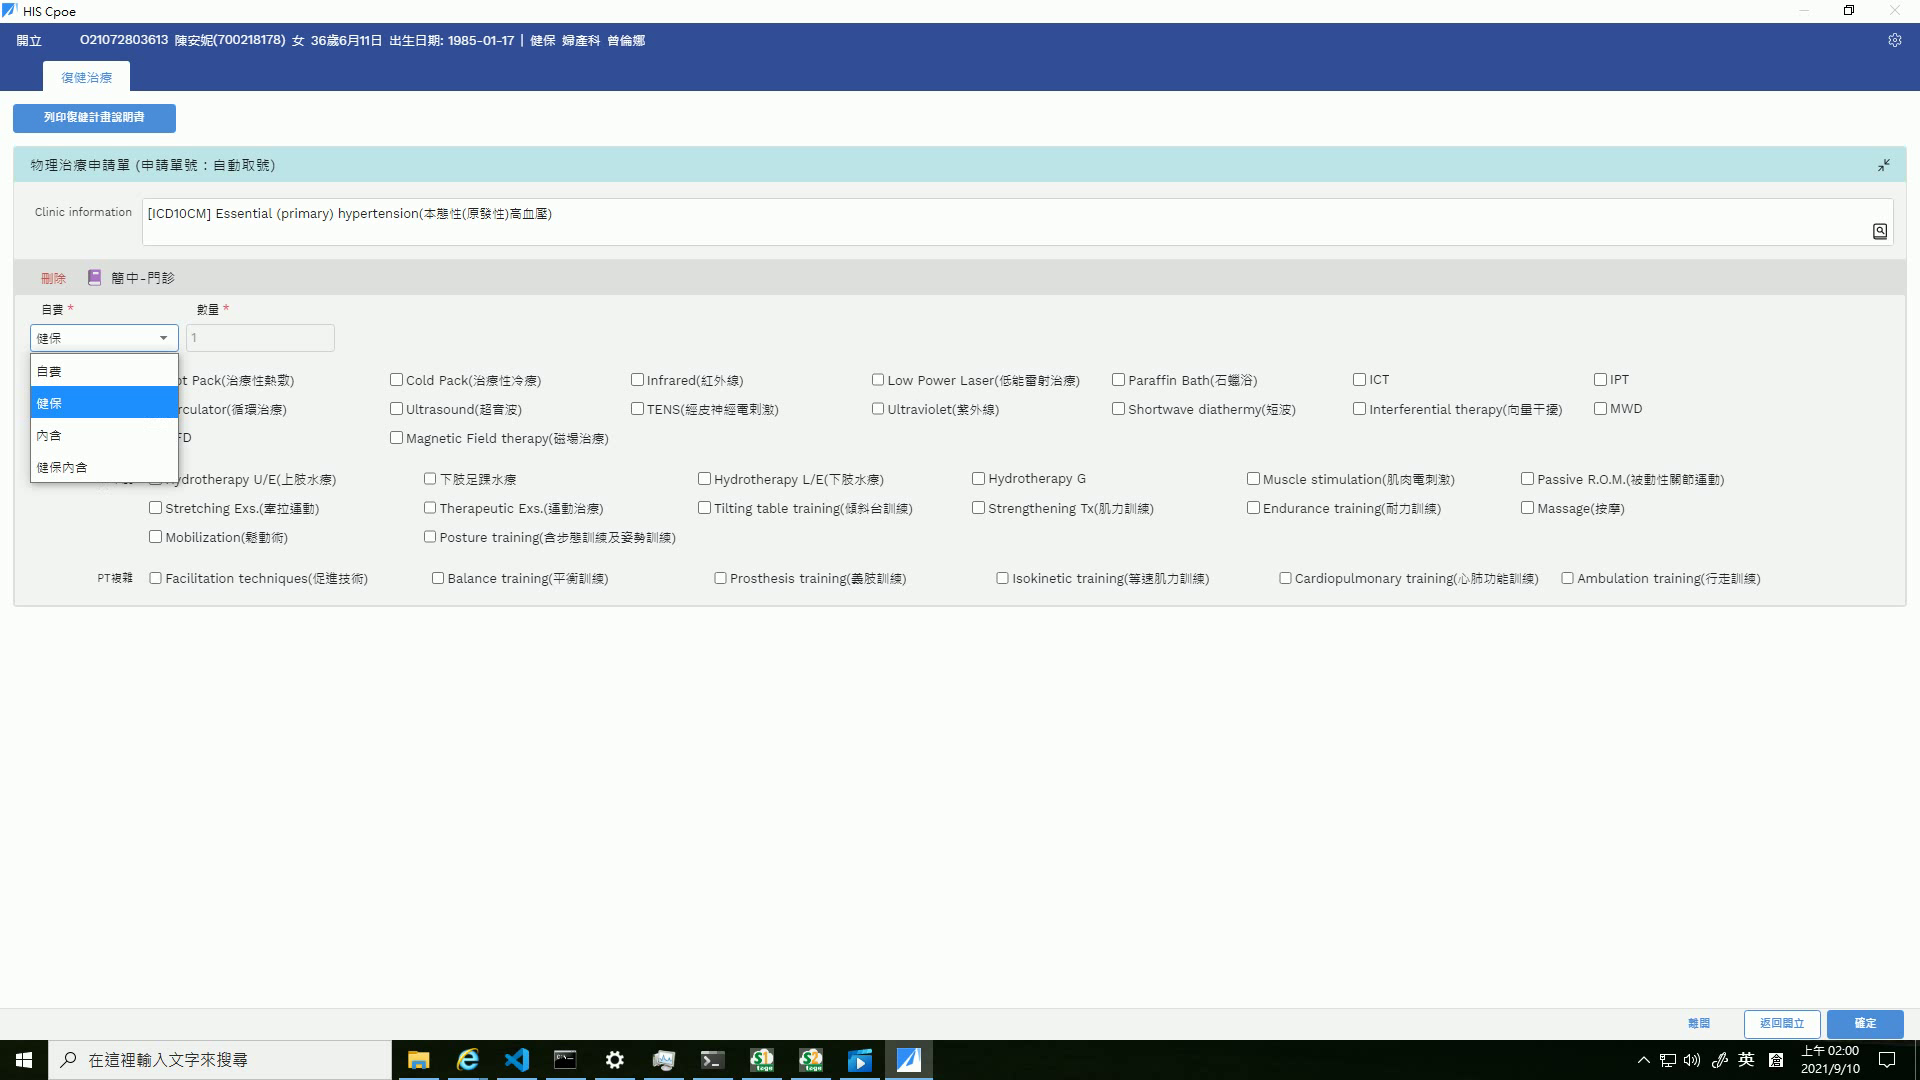 HIS Cpoe
開立 O21072803613 陳安妮(700218178) 女 36歲6月11日 出生日期: 1985-01-17 | 健保 婦產科 曾倫娜
復健治療
列印復健計畫說明書
物理治療申請單 (申請單號：自動取號)
Clinic information [ICD10CM] Essential (primary) hypertension(本態性(原發性)高血壓)
刪除 簡中-門診
自費 * 數量 *
健保 1
自費
健保
內含
健保內含
ot Pack(治療性熱敷) Cold Pack(治療性冷療) Infrared(紅外線) Low Power Laser(低能雷射治療) Paraffin Bath(石蠟浴) ICT IPT
rculator(循環治療) Ultrasound(超音波) TENS(經皮神經電刺激) Ultraviolet(紫外線) Shortwave diathermy(短波) Interferential therapy(向量干擾) MWD
FD Magnetic Field therapy(磁場治療)
ydrotherapy U/E(上肢水療) 下肢足踝水療 Hydrotherapy L/E(下肢水療) Hydrotherapy G Muscle stimulation(肌肉電刺激) Passive R.O.M.(被動性關節運動)
Stretching Exs.(牽拉運動) Therapeutic Exs.(運動治療) Tilting table training(傾斜台訓練) Strengthening Tx(肌力訓練) Endurance training(耐力訓練) Massage(按摩)
Mobilization(鬆動術) Posture training(含步態訓練及姿勢訓練)
PT複雜 Facilitation techniques(促進技術) Balance training(平衡訓練) Prosthesis training(義肢訓練) Isokinetic training(等速肌力訓練) Cardiopulmonary training(心肺功能訓練) Ambulation training(行走訓練)
離開 返回開立 確定
在這裡輸入文字來搜尋
S1
togo
S2
togo
英
上午 02:00
2021/9/10